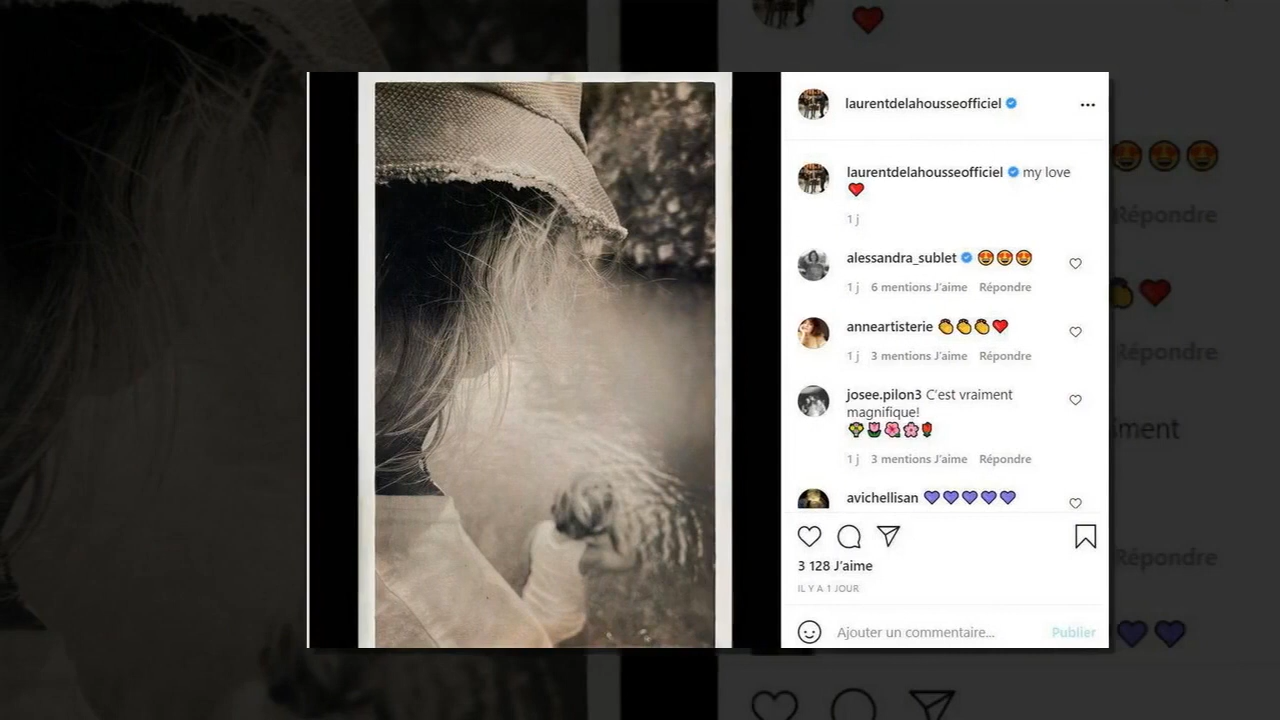 laurentdelahousseofficiel
laurentdelahousseofficiel my love
❤️
1 j
alessandra_sublet 🤩🤩🤩
1 j 6 mentions J'aime Répondre
anneartisterie 👏👏👏❤️
1 j 3 mentions J'aime Répondre
josee.pilon3 C'est vraiment
magnifique!
💐🌷🌺🌸🌹
1 j 3 mentions J'aime Répondre
avichellisan 💜💜💜💜💜
3 128 J'aime
IL Y A 1 JOUR
Ajouter un commentaire... Publier
Répondre
Répondre
iment
Répondre